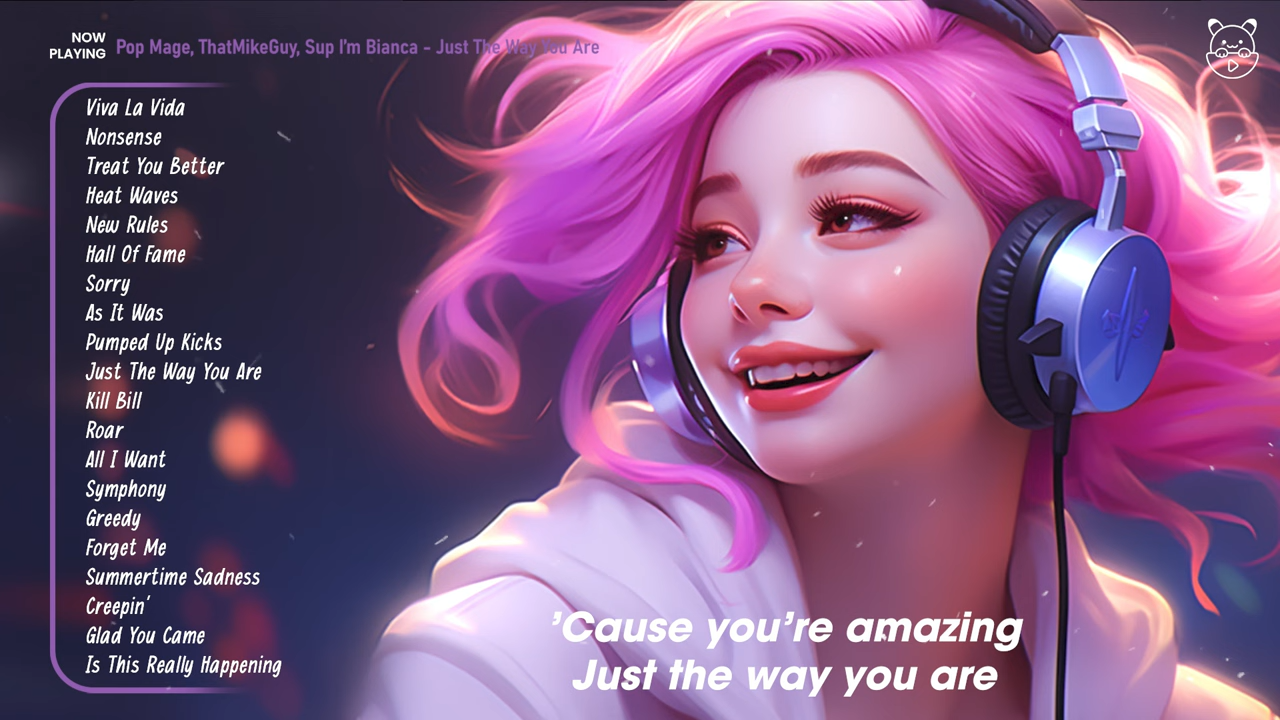 NOW
PLAYING
Pop Mage, ThatMikeGuy, Sup I'm Bianca - Just The Way You Are
Viva La Vida
Nonsense
Treat You Better
Heat Waves
New Rules
Hall Of Fame
Sorry
As It Was
Pumped Up Kicks
Just The Way You Are
Kill Bill
Roar
All I Want
Symphony
Greedy
Forget Me
Summertime Sadness
Creepin'
Glad You Came
Is This Really Happening
'Cause you're amazing
Just the way you are